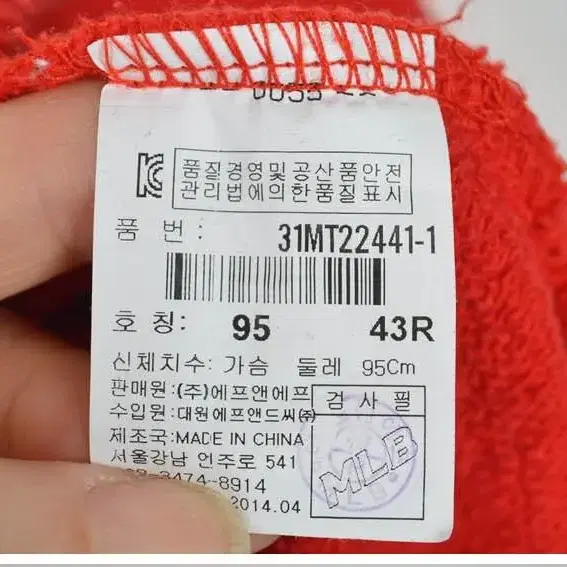 품질경영및공산품안전
관리법에의한품질표시
품 번 : 31MT22441-1
호 칭: 95 43R
신체치수: 가슴 둘레 95Cm
판매원:(주)에프앤에프
수입원:대원에프앤드씨㈜
검사필
제조국:MADE IN CHINA
MLB
서울강남 언주로 541
3474-8914
2014.04